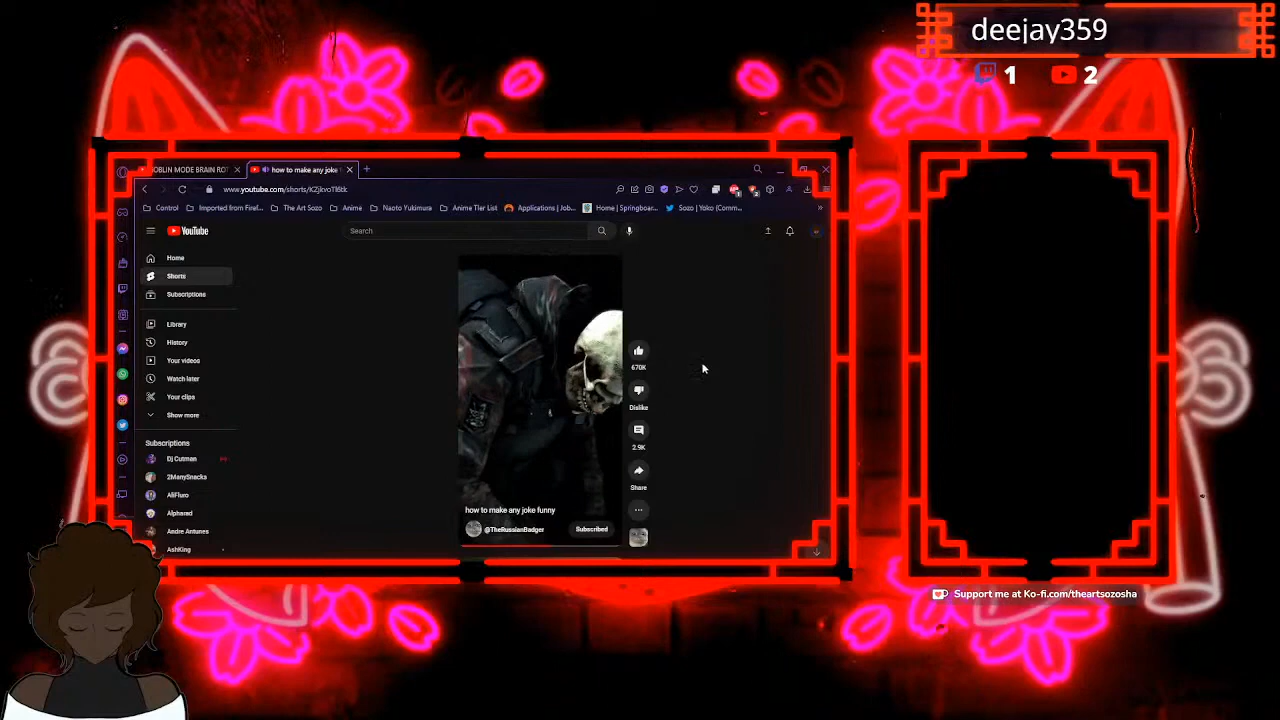 deejay359
1
2
GOBLIN MODE BRAIN ROT
how to make any joke
www.youtube.com/shorts/
Control
Imported from Firef...
The Art Sozo
Anime
Naoto Yukimura
Anime Tier List
Applications | Job...
Home | Springboar...
Sozo | Yoko (Comm...
YouTube
Search
Home
Shorts
Subscriptions
Library
History
Your videos
Watch later
Your clips
Show more
Subscriptions
Dj Cutman
2ManySnacks
AliFluro
Alpharad
Andre Antunes
AshKing
670K
Dislike
2.9K
Share
how to make any joke funny
@TheRussianBadger
Subscribed
Support me at Ko-fi.com/theartsozosha